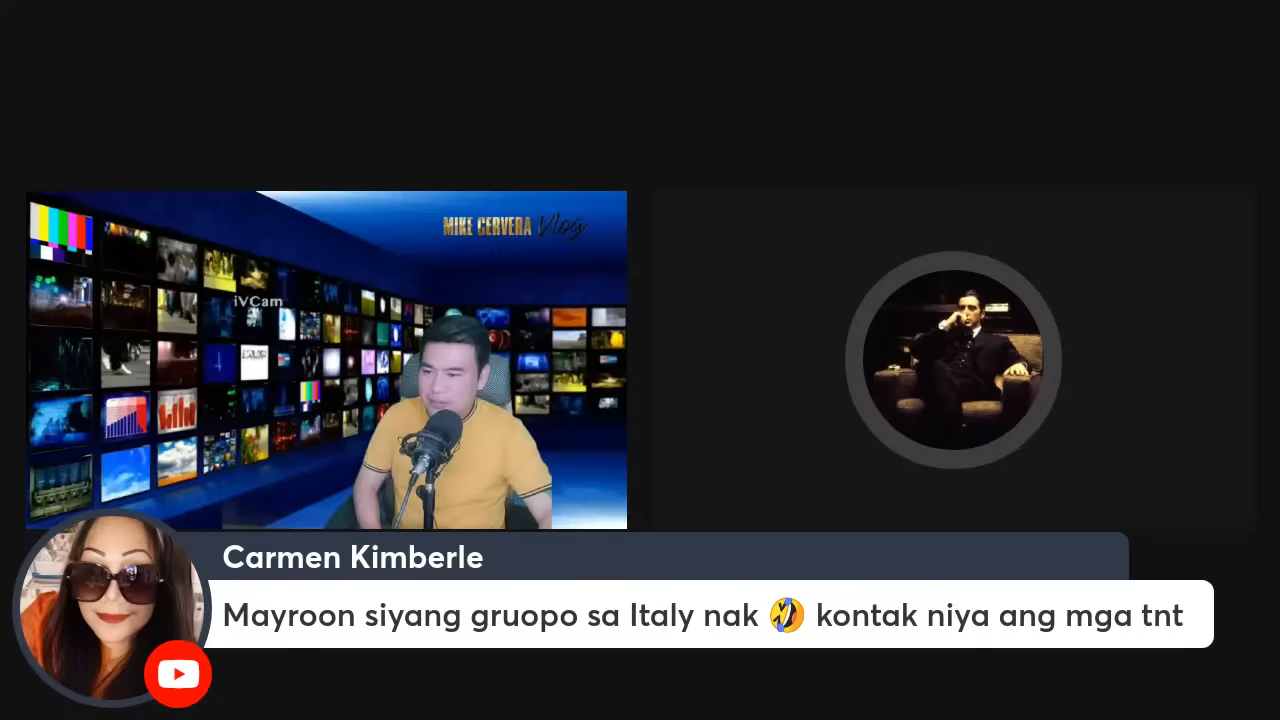 MIKE CERVERA Vlog
iVCam
Carmen Kimberle
Mayroon siyang gruopo sa Italy nak 🤣 kontak niya ang mga tnt